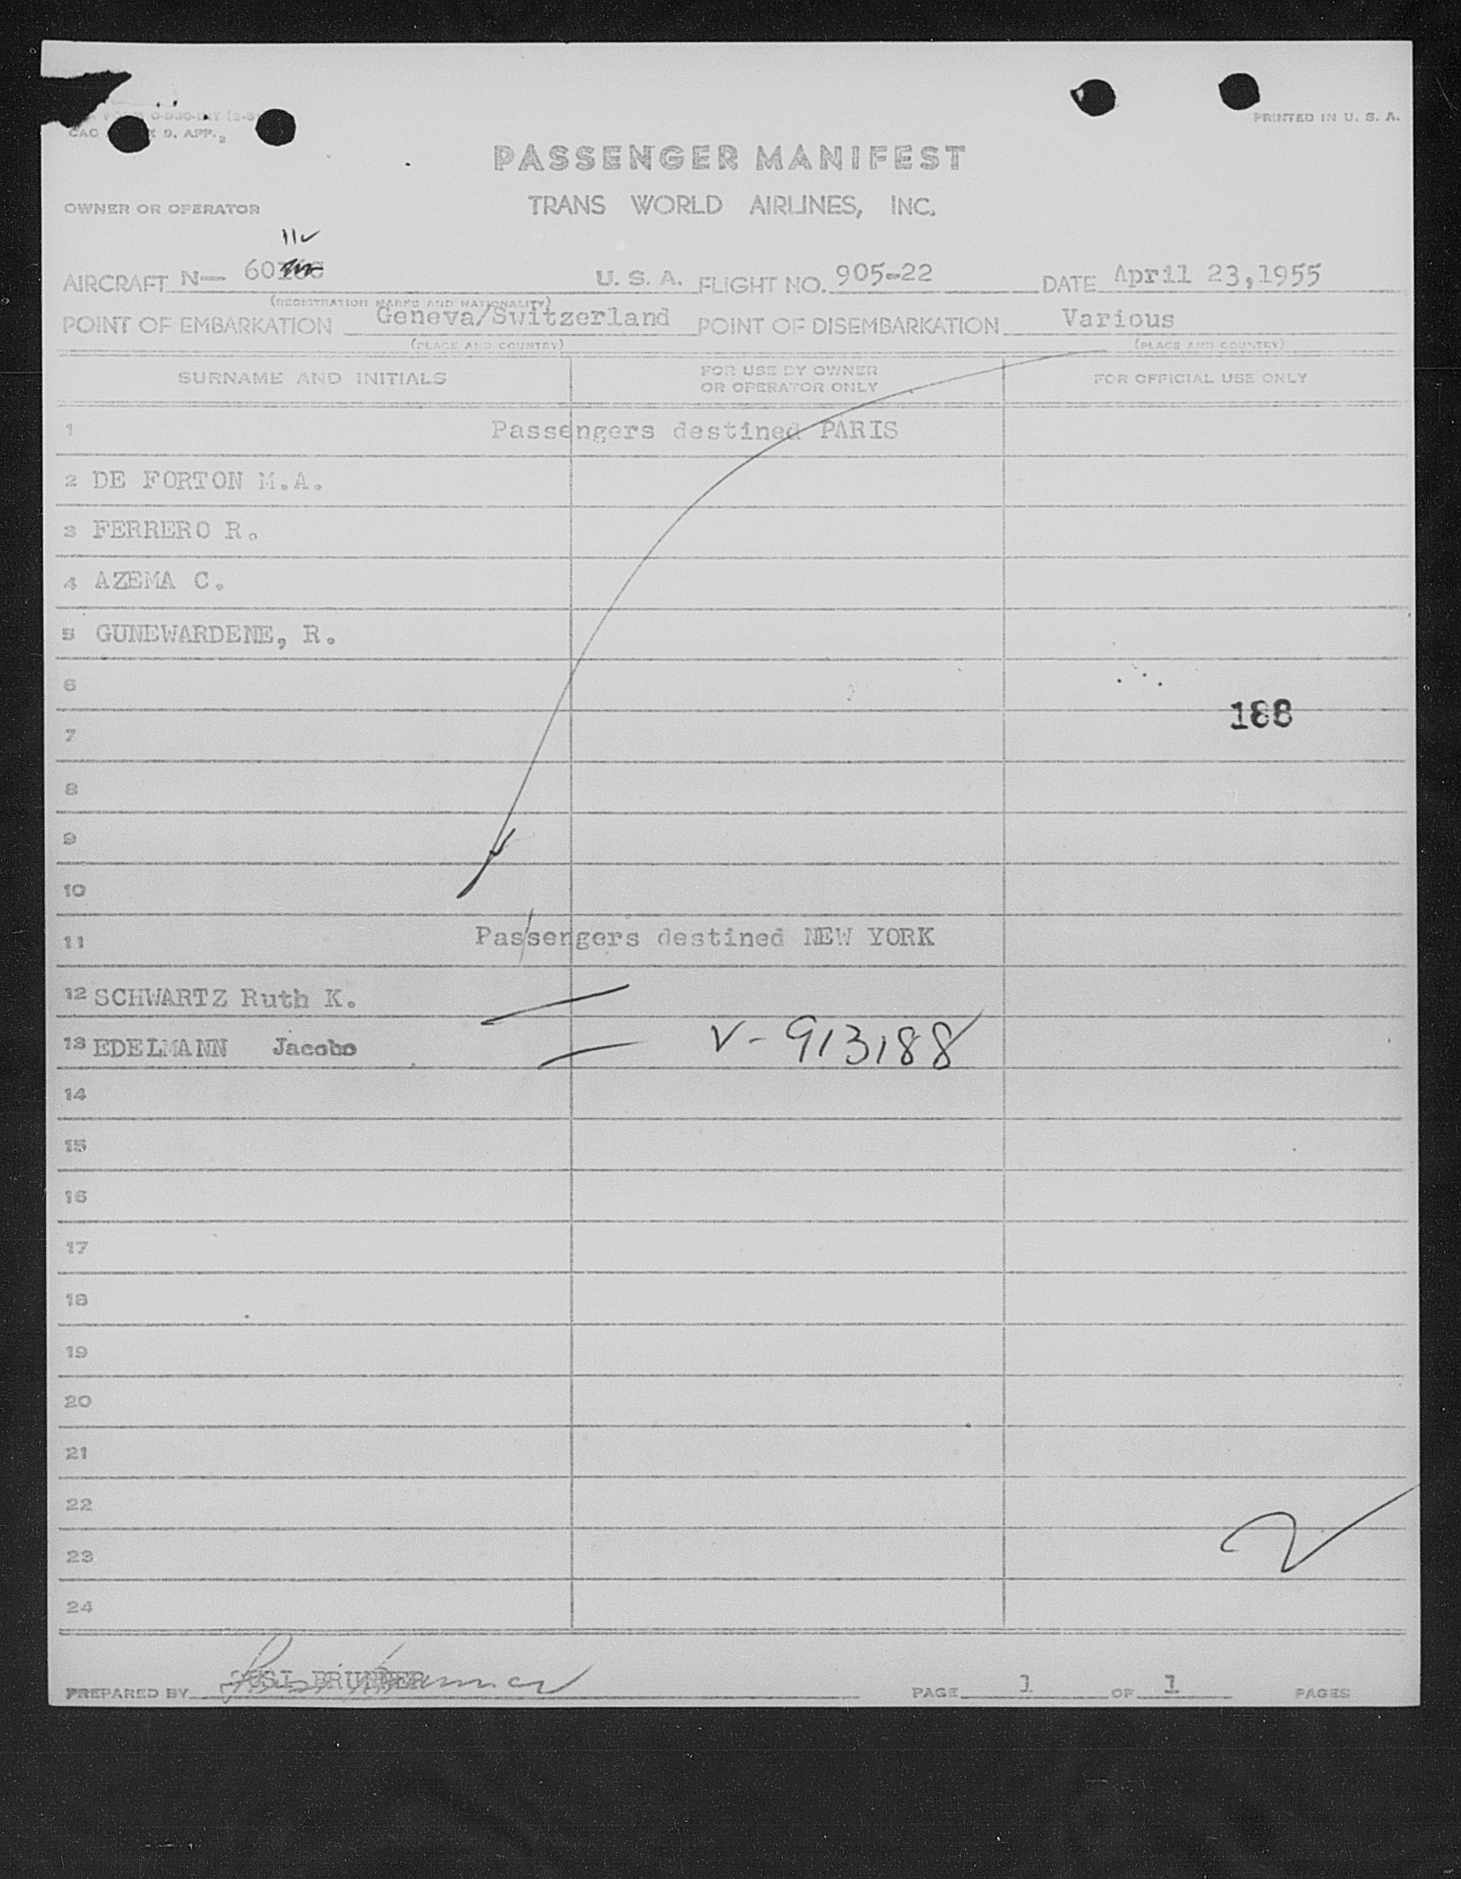 PRINTED IN U. S. A.
9, APP. 2
PASSENGER MANIFEST
OWNER OR OPERATOR
TRANS WORLD AIRLINES, INC.
AIRCRAFT N— 60 U. S. A. FLIGHT NO. 905-22 DATE April 23,1955
(REGISTRATION MARKS AND NATIONALITY)
POINT OF EMBARKATION Geneva/Switzerland POINT OF DISEMBARKATION Various
(PLACE AND COUNTRY) (PLACE AND COUNTRY)
SURNAME AND INITIALS FOR USE BY OWNER OR OPERATOR ONLY FOR OFFICIAL USE ONLY
1 Passengers destined PARIS
2 DE FORTON M.A.
3 FERRERO R.
4 AZEMA C.
5 GUNEWARDENE, R.
6
188
7
8
9
10
11 Passengers destined NEW YORK
12 SCHWARTZ Ruth K.
13 EDELMANN Jacobo V-913188
14
15
16
17
18
19
20
21
22
23
24
PREPARED BY PAGE 1 OF 1 PAGES